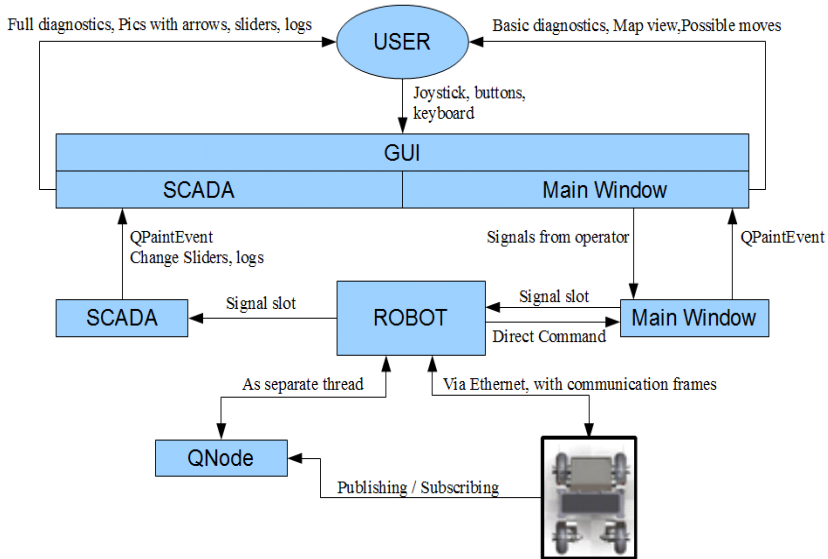 Full diagnostics, Pics with arrows, sliders, logs
Basic diagnostics, Map view,Possible moves
USER
Joystick, buttons,
keyboard
GUI
SCADA
Main Window
QPaintEvent
Change Sliders, logs
Signals from operator
QPaintEvent
SCADA
Signal slot
ROBOT
Signal slot
Direct Command
Main Window
As separate thread
Via Ethernet, with communication frames
QNode
Publishing / Subscribing